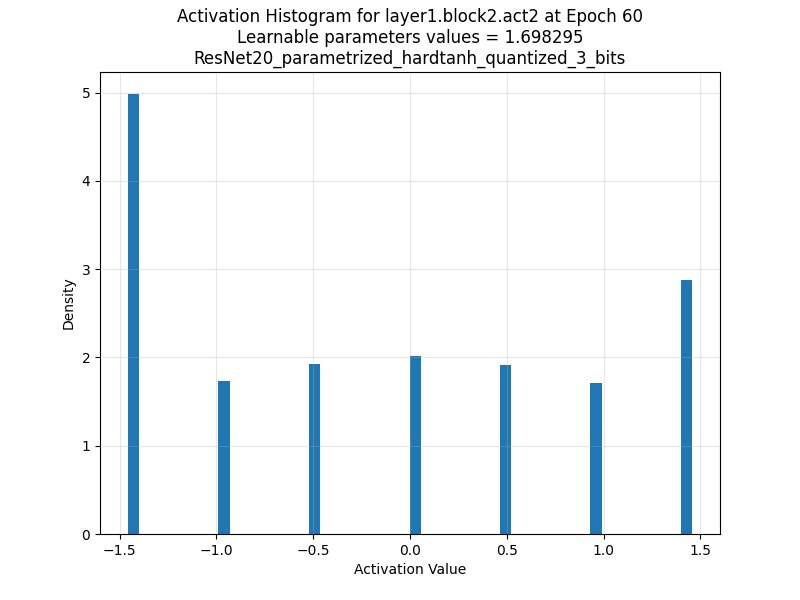 Activation Histogram for layer1.block2.act2 at Epoch 60
Learnable parameters values = 1.698295
ResNet20_parametrized_hardtanh_quantized_3_bits
5
4
3
2
1
0
Density
−1.5 −1.0 −0.5 0.0 0.5 1.0 1.5
Activation Value